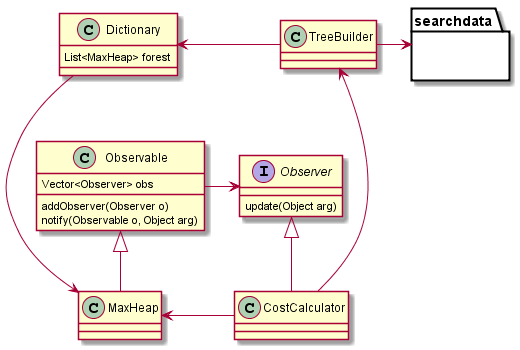 searchdata
C Dictionary
List<MaxHeap> forest
C TreeBuilder
C Observable
Vector<Observer> obs
addObserver(Observer o)
notify(Observable o, Object arg)
I Observer
update(Object arg)
C MaxHeap
C CostCalculator